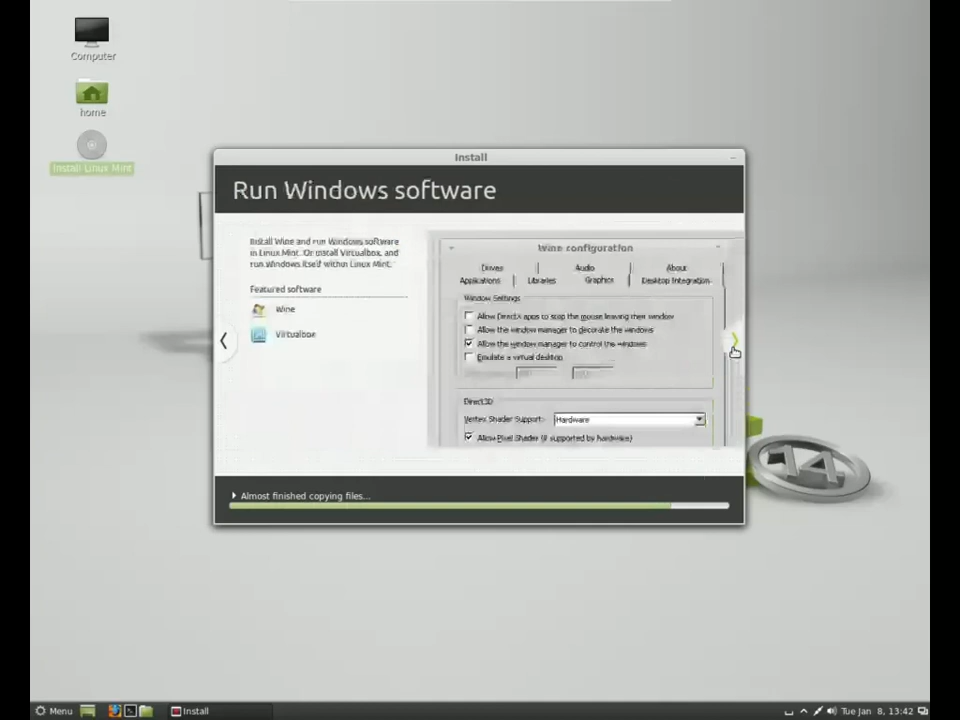 Computer
home
Install Linux Mint
Install
Run Windows software
Install Wine and run Windows software
in Linux Mint. Or install Virtualbox, and
run Windows itself within Linux Mint.
Featured software
Wine
Virtualbox
Wine configuration
Drives Audio About
Applications Libraries Graphics Desktop Integration
Window Settings
Allow DirectX apps to stop the mouse leaving their window
Allow the window manager to decorate the windows
Allow the window manager to control the windows
Emulate a virtual desktop
Direct3D
Vertex Shader Support: Hardware
Allow Pixel Shader (if supported by hardware)
Almost finished copying files...
14
Menu Install Tue Jan 8, 13:42